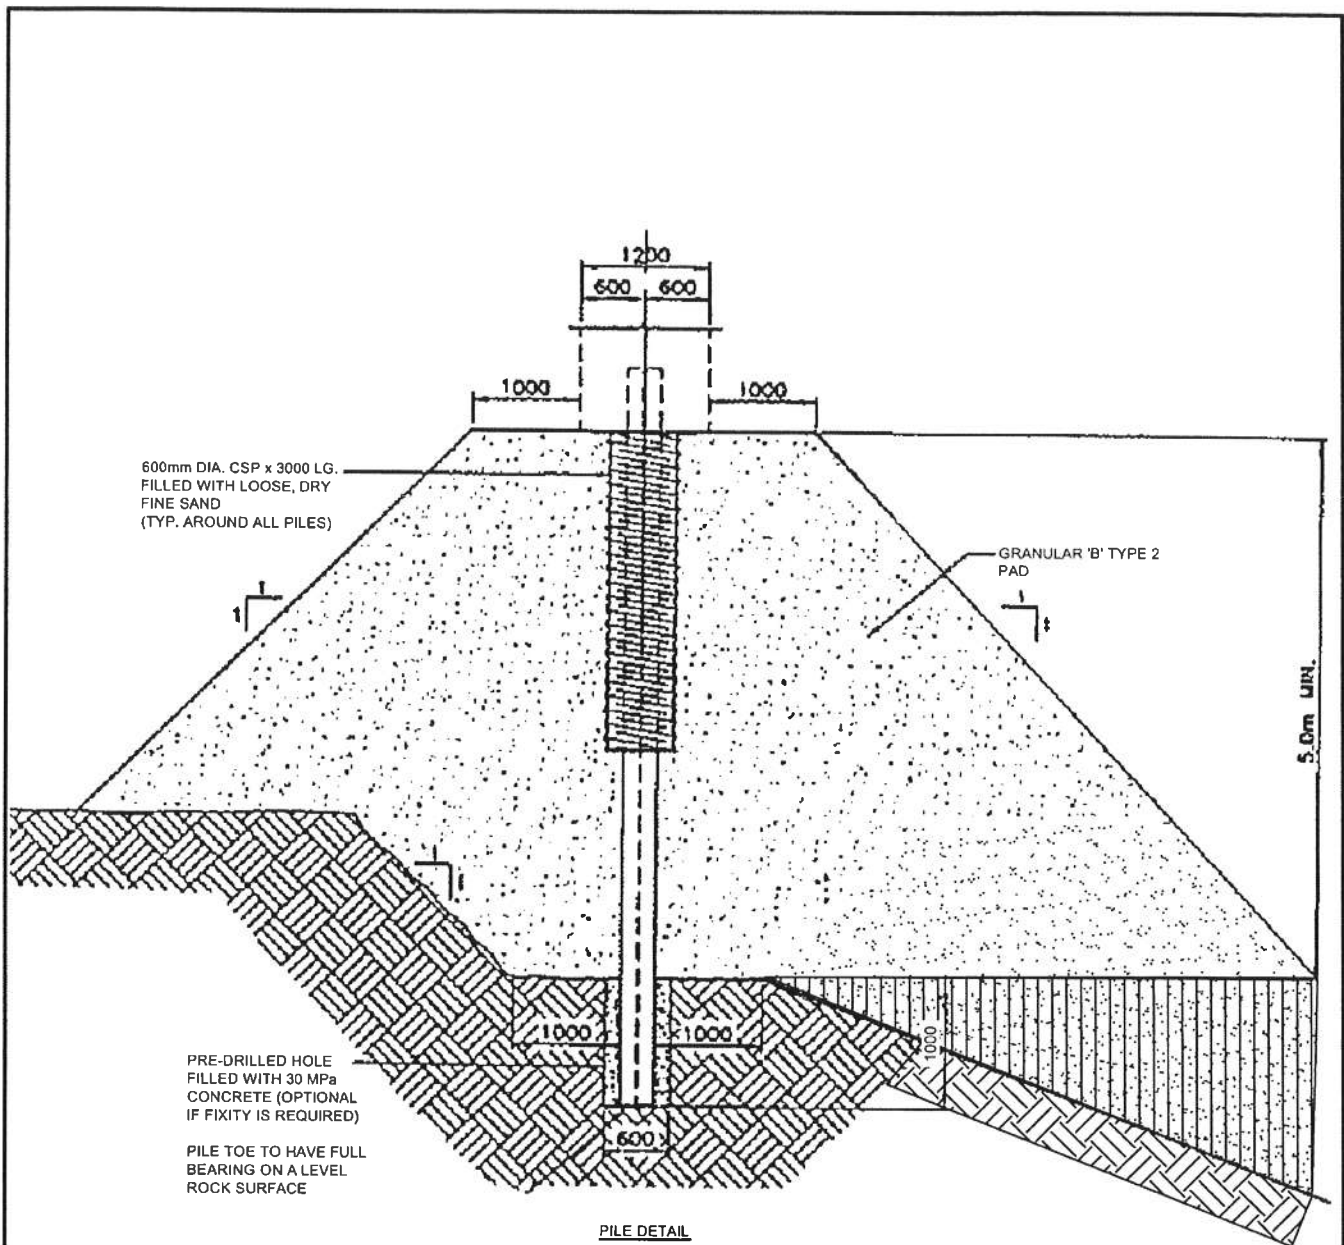 1200
600 600
1000 1000
600mm DIA. CSP x 3000 LG.
FILLED WITH LOOSE, DRY
FINE SAND
(TYP. AROUND ALL PILES)
GRANULAR 'B' TYPE 2
PAD
1
1
1
5.0m MIN.
1
1
1000 1000
1000
PRE-DRILLED HOLE
FILLED WITH 30 MPa
CONCRETE (OPTIONAL
IF FIXITY IS REQUIRED)
600
PILE TOE TO HAVE FULL
BEARING ON A LEVEL
ROCK SURFACE
PILE DETAIL